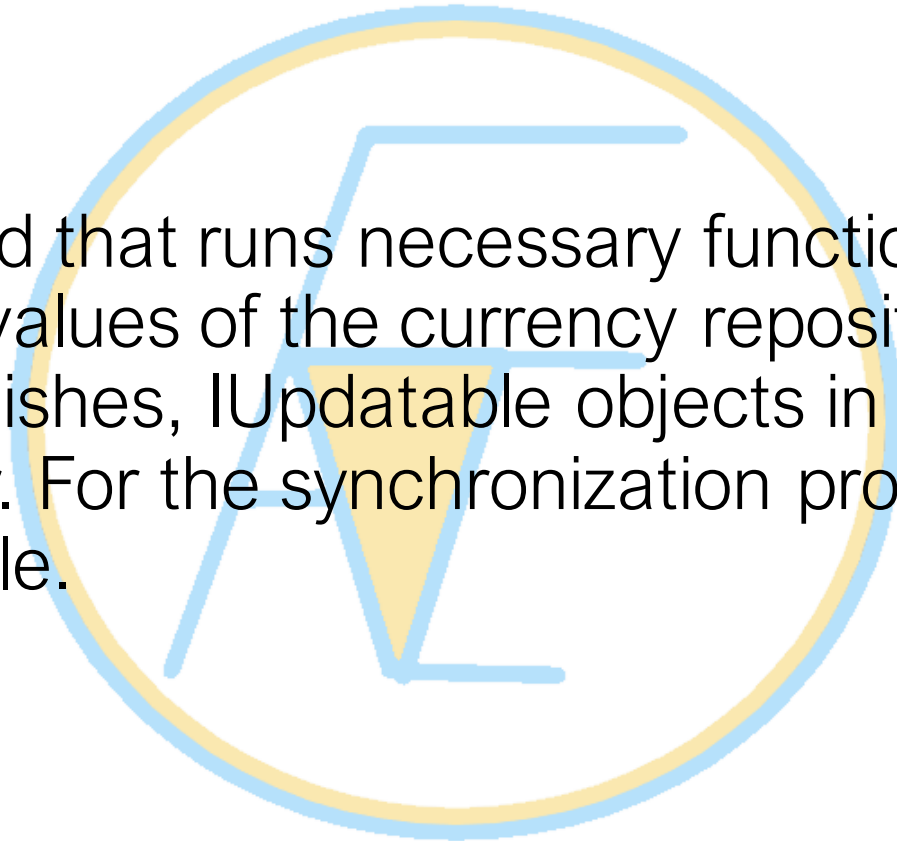 d that runs necessary functio
values of the currency reposit
ishes, IUpdatable objects in
. For the synchronization pro
le.